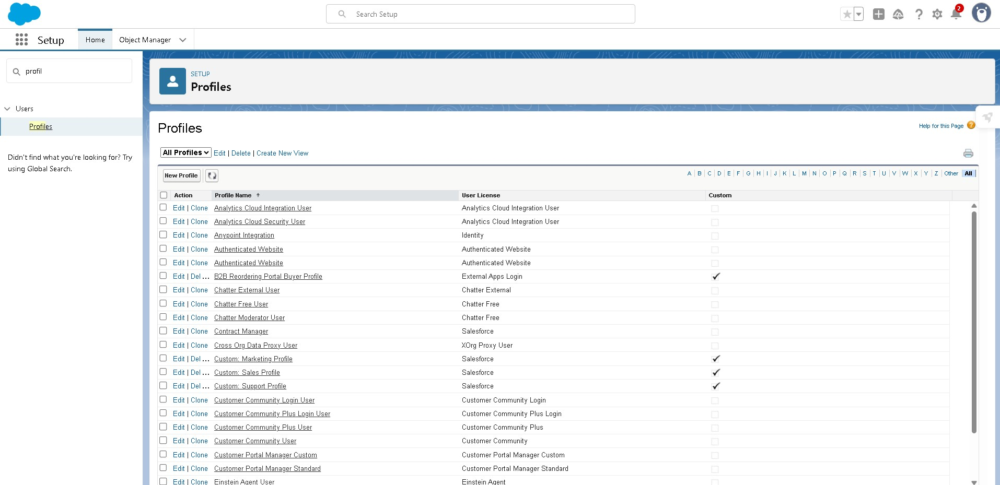 Search Setup
2
Setup
Home
Object Manager
profil
Users
Profiles
Didn't find what you're looking for? Try
using Global Search.
SETUP
Profiles
Profiles
Help for this Page ?
All Profiles Edit | Delete | Create New View
New Profile
A | B | C | D | E | F | G | H | I | J | K | L | M | N | O | P | Q | R | S | T | U | V | W | X | Y | Z | Other | All
Action Profile Name User License Custom
Edit | Clone Analytics Cloud Integration User Analytics Cloud Integration User
Edit | Clone Analytics Cloud Security User Analytics Cloud Integration User
Edit | Clone Anypoint Integration Identity
Edit | Clone Authenticated Website Authenticated Website
Edit | Clone Authenticated Website Authenticated Website
Edit | Del ... B2B Reordering Portal Buyer Profile External Apps Login
Edit | Clone Chatter External User Chatter External
Edit | Clone Chatter Free User Chatter Free
Edit | Clone Chatter Moderator User Chatter Free
Edit | Clone Contract Manager Salesforce
Edit | Clone Cross Org Data Proxy User XOrg Proxy User
Edit | Del ... Custom: Marketing Profile Salesforce
Edit | Del ... Custom: Sales Profile Salesforce
Edit | Del ... Custom: Support Profile Salesforce
Edit | Clone Customer Community Login User Customer Community Login
Edit | Clone Customer Community Plus Login User Customer Community Plus Login
Edit | Clone Customer Community Plus User Customer Community Plus
Edit | Clone Customer Community User Customer Community
Edit | Clone Customer Portal Manager Custom Customer Portal Manager Custom
Edit | Clone Customer Portal Manager Standard Customer Portal Manager Standard
Edit | Clone Einstein Agent User Einstein Agent